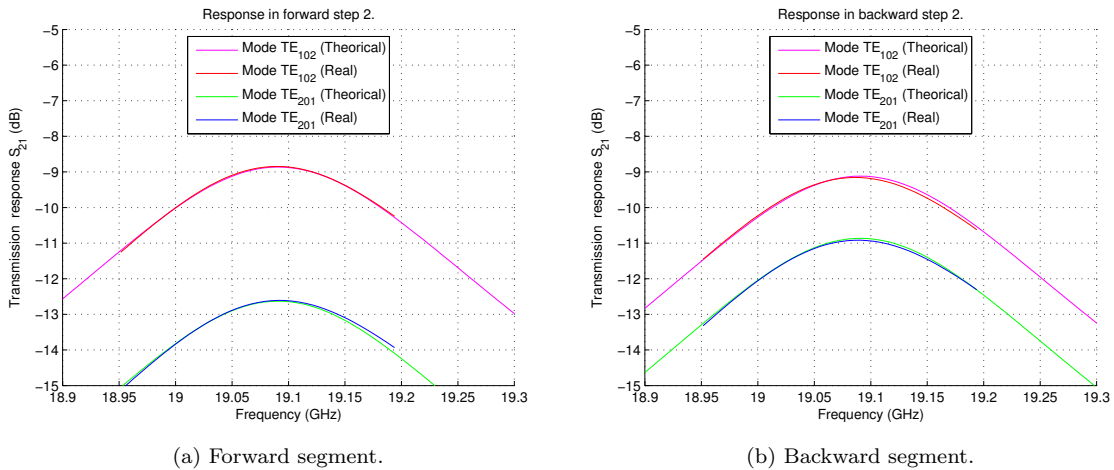 Response in forward step 2.
−5
−6
−7
−8
−9
−10
−11
−12
−13
−14
−15
Transmission response S21 (dB)
Mode TE102 (Theorical)
Mode TE102 (Real)
Mode TE201 (Theorical)
Mode TE201 (Real)
18.9 18.95 19 19.05 19.1 19.15 19.2 19.25 19.3
Frequency (GHz)
(a) Forward segment.
Response in backward step 2.
−5
−6
−7
−8
−9
−10
−11
−12
−13
−14
−15
Transmission response S21 (dB)
Mode TE102 (Theorical)
Mode TE102 (Real)
Mode TE201 (Theorical)
Mode TE201 (Real)
18.9 18.95 19 19.05 19.1 19.15 19.2 19.25 19.3
Frequency (GHz)
(b) Backward segment.